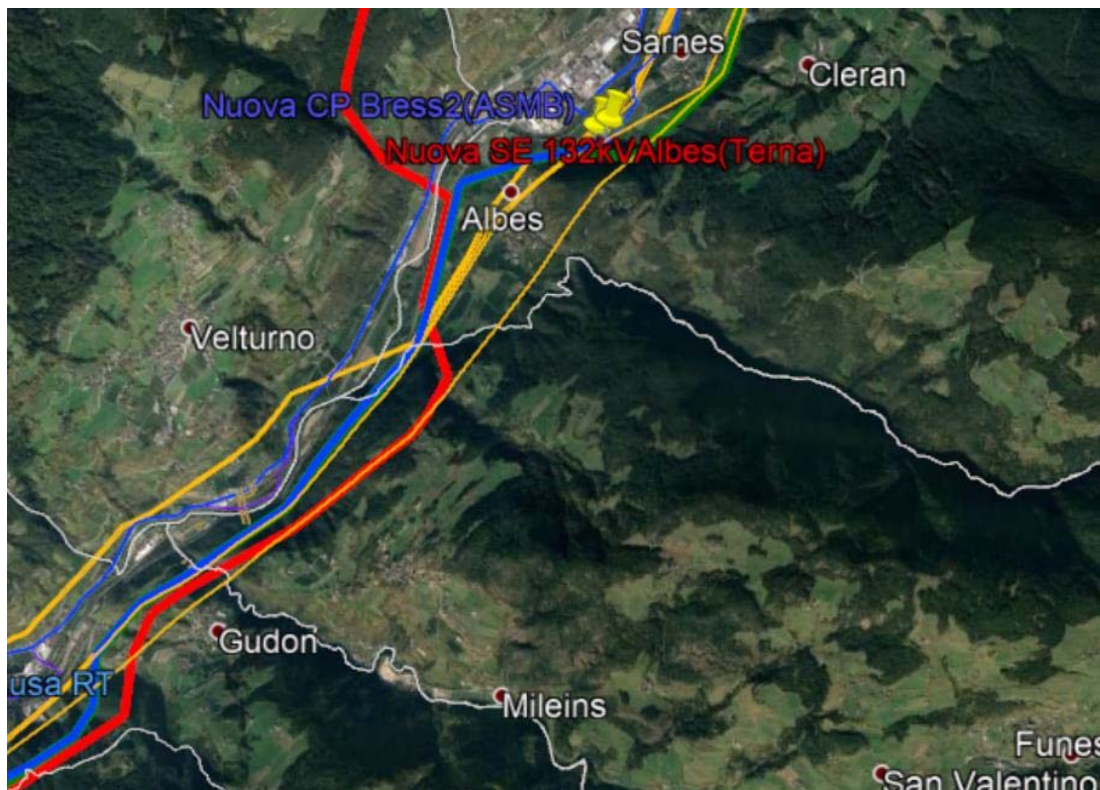 Sarnes
Cleran
Nuova CP Bress2(ASMB)
Nuova SE 132kVAlbes(Terna)
Albes
Velturno
Gudon
usa RT
Mileins
Funes
San Valentino